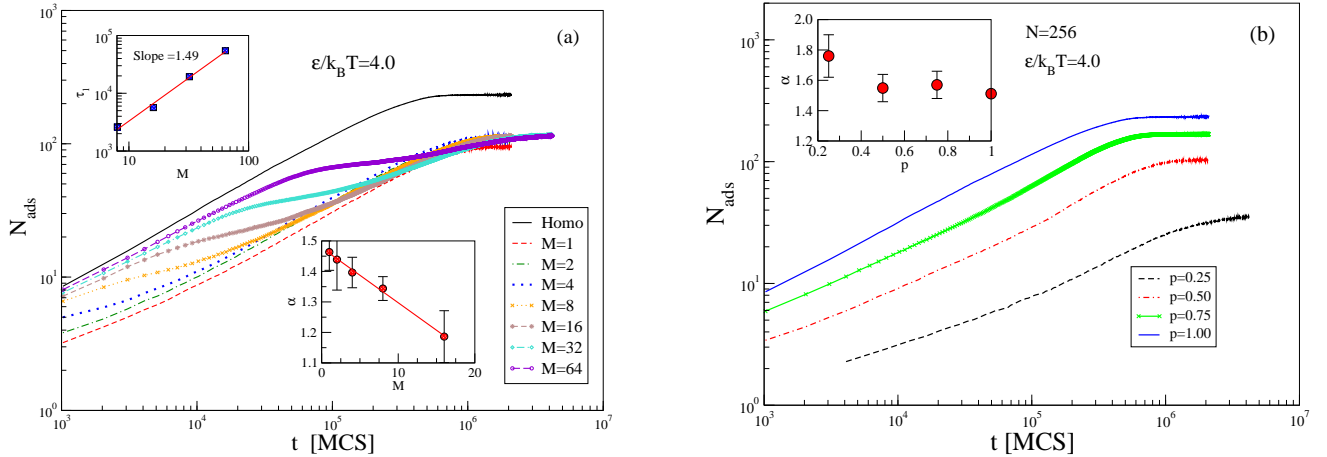 (a)
ε/k_B T=4.0
N_ads
10^3
10^2
10^1
10^0
10^3 10^4 10^5 10^6 10^7
t [MCS]
Slope =1.49
τ_l
10^5
10^4
10^3
10 100
M
α
1.5
1.4
1.3
1.2
1.1
0 5 10 15 20
M
Homo
M=1
M=2
M=4
M=8
M=16
M=32
M=64
(b)
N=256
ε/k_B T=4.0
N_ads
10^3
10^2
10^1
10^0
10^3 10^4 10^5 10^6 10^7
t [MCS]
α
2.0
1.8
1.6
1.4
1.2
0.2 0.4 0.6 0.8 1
p
p=0.25
p=0.50
p=0.75
p=1.00